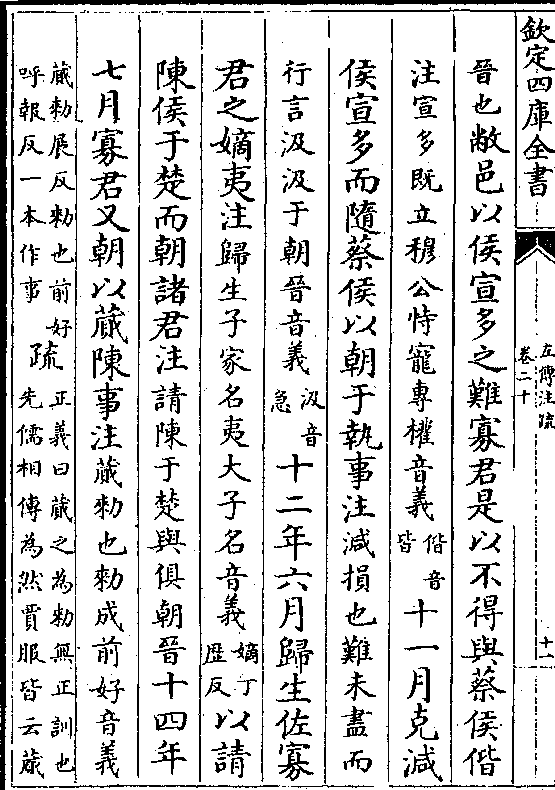 欽定四庫全書
左傳注疏
卷二十
十一
晉也敝邑以侯宣多之難寡君是以不得與蔡侯偕
注宣多既立穆公恃寵專權音義偕音皆十一月克減
侯宣多而隨蔡侯以朝于執事注減損也難未盡而
行言汲汲于朝晉音義汲音急十二年六月歸生佐寡
君之嫡夷注歸生子家名夷大子名音義嫡丁歴反以請
陳侯于楚而朝諸君注請陳于楚與俱朝晉十四年
七月寡君又朝以蕆陳事注蕆勑也勑成前好音義
蕆勑展反勑也前好呼報反一本作事疏正義曰蕆之為勑無正訓也先儒相傳為然賈服皆云蕆